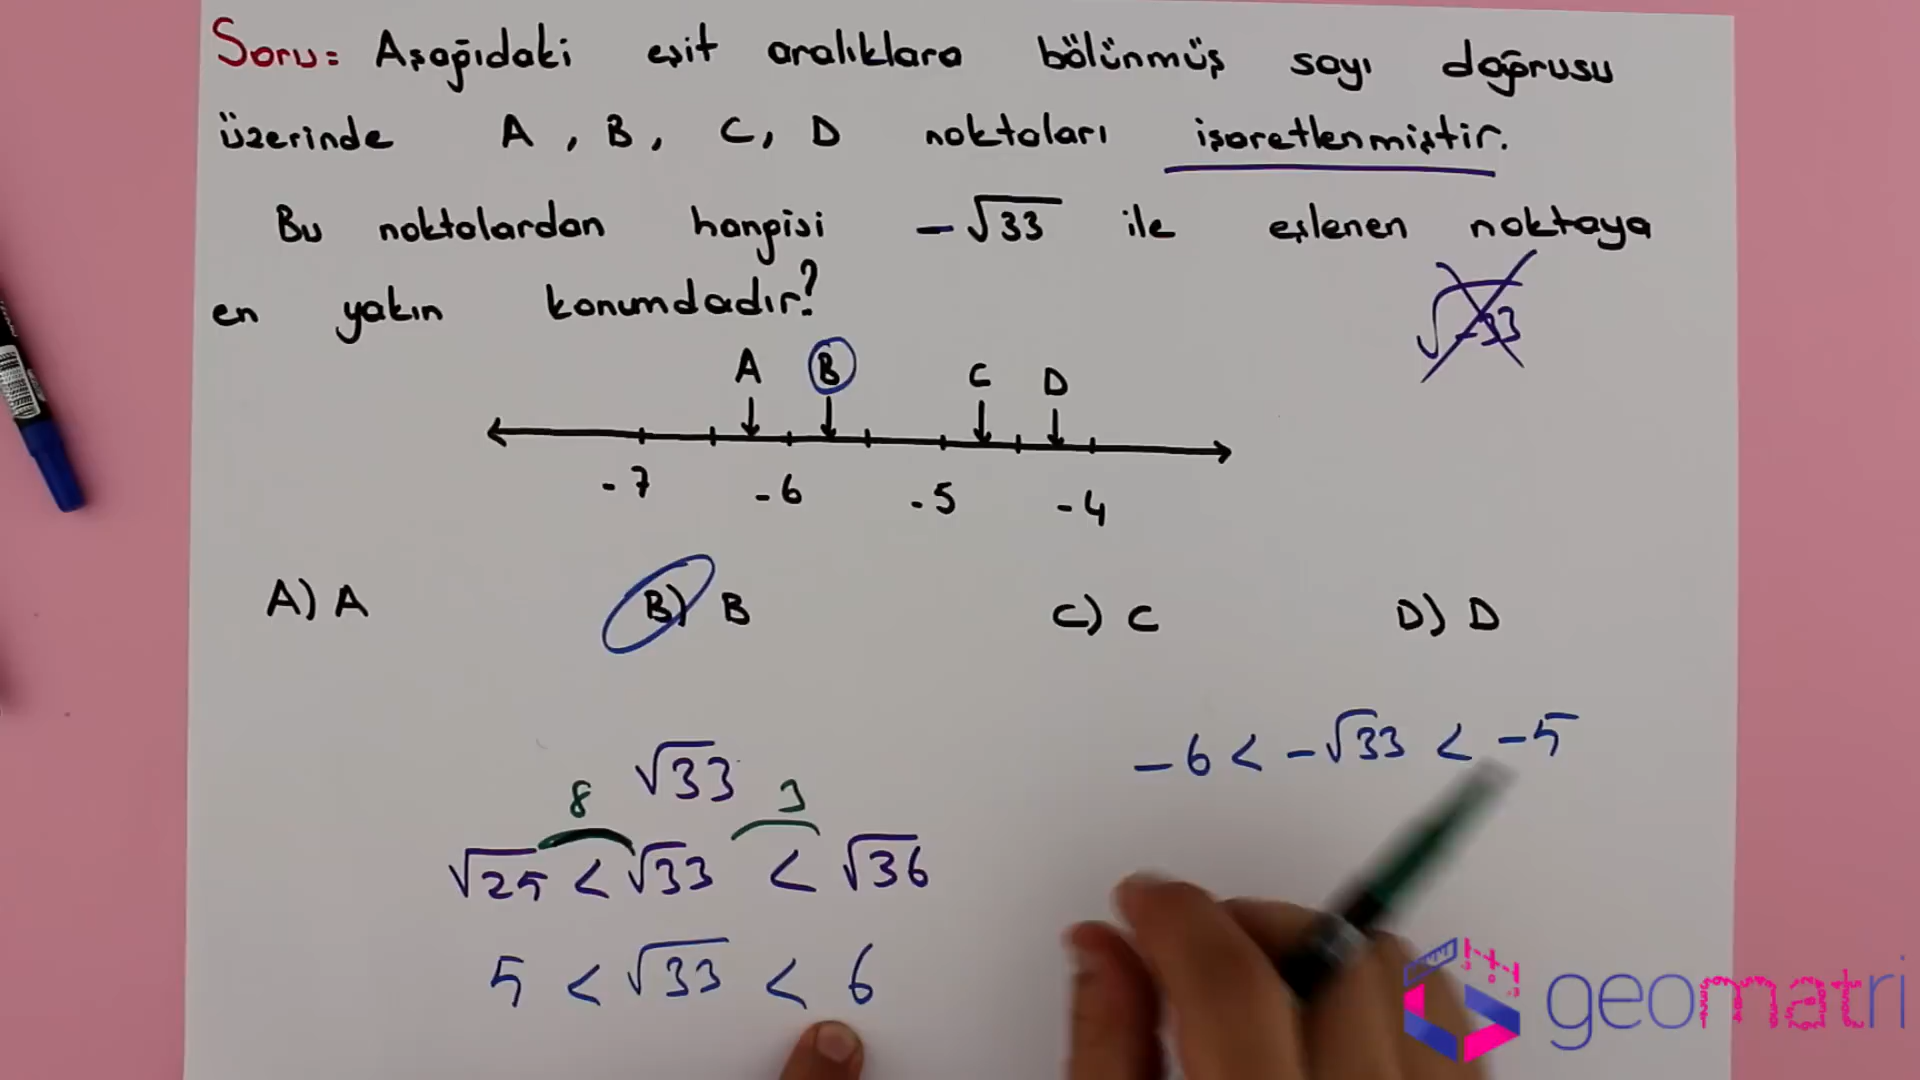 Soru: Aşağıdaki eşit aralıklara bölünmüş sayı doğrusu
üzerinde A , B , C, D noktaları işaretlenmiştir.
Bu noktalardan hangisi -√33 ile eşlenen noktaya
en yakın konumdadır?
√-33
A B C D
-7 -6 -5 -4
A) A B) B C) C D) D
-6 < -√33 < -5
√33
8 3
√25 < √33 < √36
5 < √33 < 6
geomatri